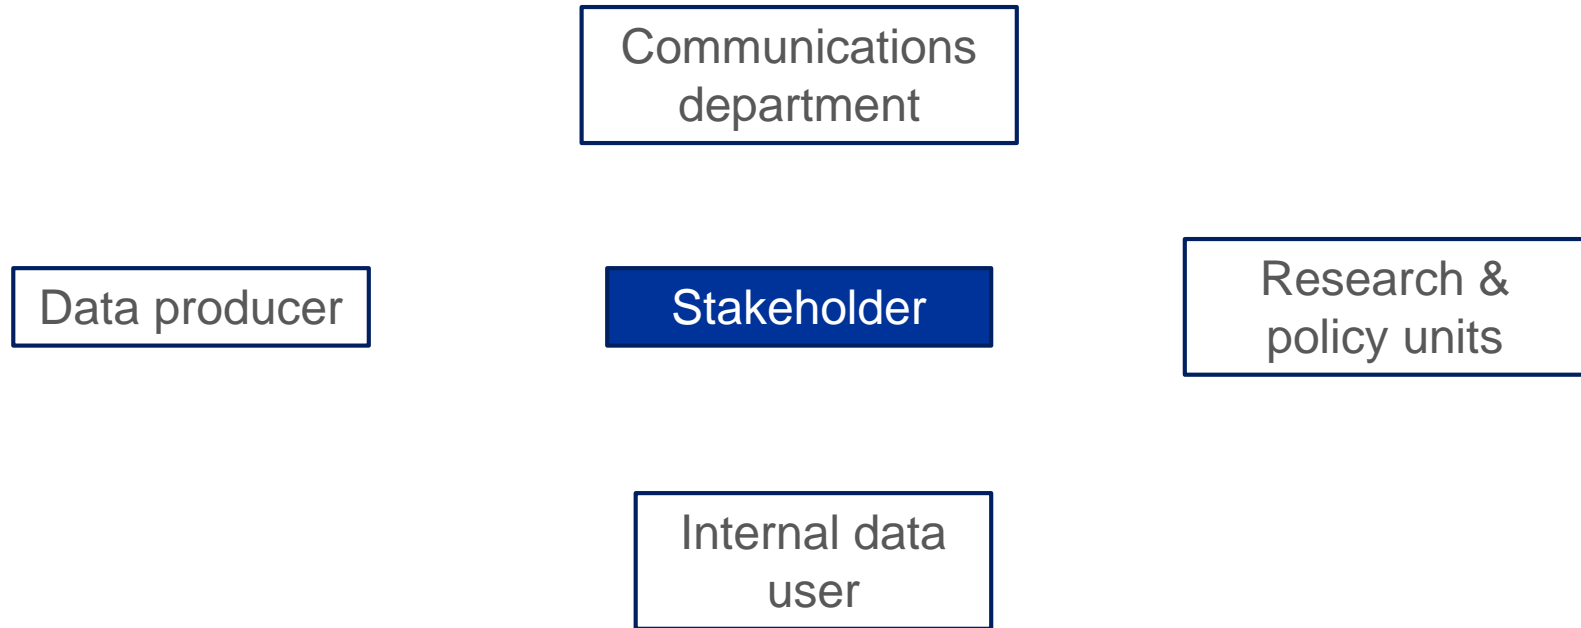 Communications
department
Data producer
Stakeholder
Research &
policy units
Internal data
user